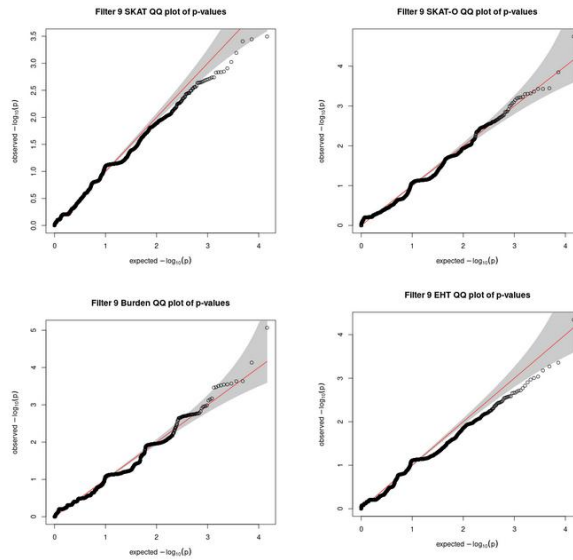 Filter 9 SKAT QQ plot of p-values
observed −log₁₀(p)
0.0 0.5 1.0 1.5 2.0 2.5 3.0 3.5
0 1 2 3 4
expected −log₁₀(p)
Filter 9 SKAT-O QQ plot of p-values
observed −log₁₀(p)
0 1 2 3 4
0 1 2 3 4
expected −log₁₀(p)
Filter 9 Burden QQ plot of p-values
observed −log₁₀(p)
0 1 2 3 4 5
0 1 2 3 4
expected −log₁₀(p)
Filter 9 EHT QQ plot of p-values
observed −log₁₀(p)
0 1 2 3 4
0 1 2 3 4
expected −log₁₀(p)